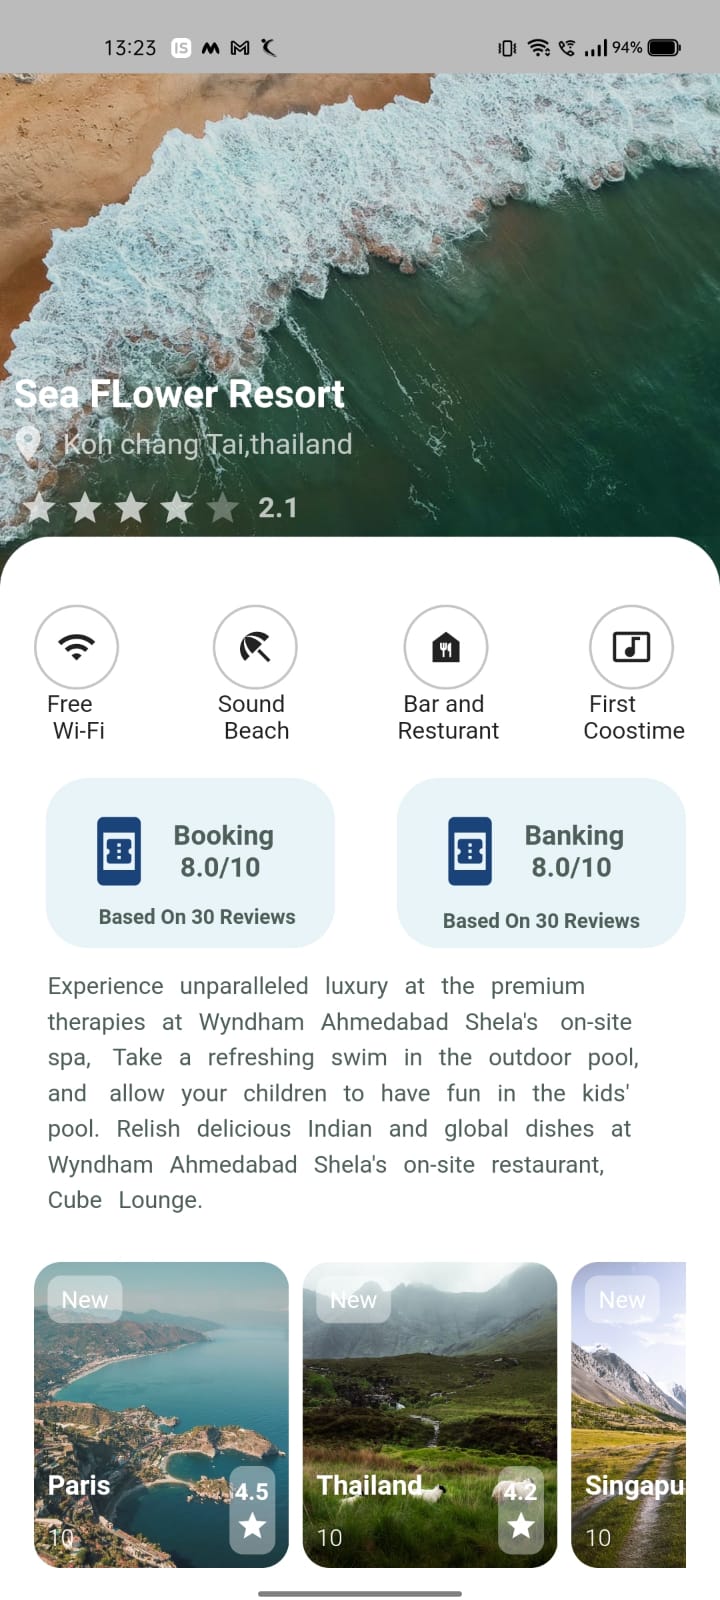 13:23
94%
Sea FLower Resort
Koh chang Tai,thailand
2.1
Free Wi-Fi
Sound Beach
Bar and Resturant
First Coostime
Booking
8.0/10
Based On 30 Reviews
Banking
8.0/10
Based On 30 Reviews
Experience unparalleled luxury at the premium
therapies at Wyndham Ahmedabad Shela's on-site
spa, Take a refreshing swim in the outdoor pool,
and allow your children to have fun in the kids'
pool. Relish delicious Indian and global dishes at
Wyndham Ahmedabad Shela's on-site restaurant,
Cube Lounge.
New
Paris
10
4.5
New
Thailand
10
4.2
New
Singapu
10